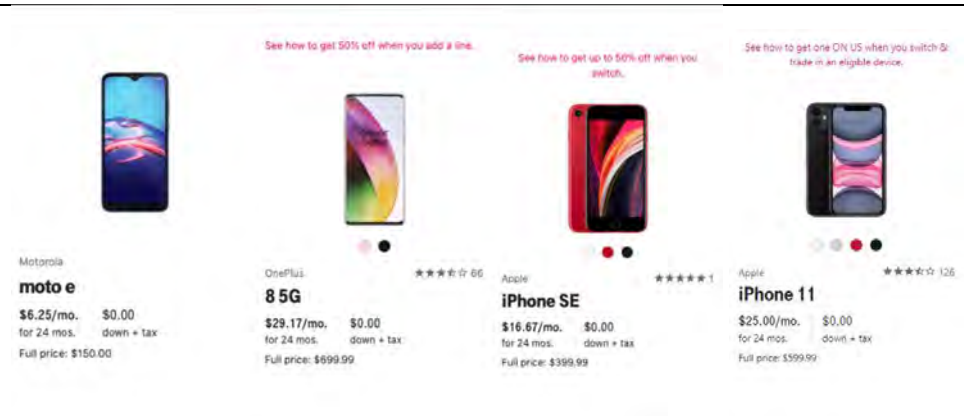 Motorola
moto e
$6.25/mo. $0.00
for 24 mos. down + tax
Full price: $150.00
See how to get 50% off when you add a line.
OnePlus 66
8 5G
$29.17/mo. $0.00
for 24 mos. down + tax
Full price: $699.99
See how to get up to 50% off when you
switch.
Apple 1
iPhone SE
$16.67/mo. $0.00
for 24 mos. down + tax
Full price: $399.99
See how to get one ON US when you switch &
trade in an eligible device.
Apple 126
iPhone 11
$25.00/mo. $0.00
for 24 mos. down + tax
Full price: $599.99